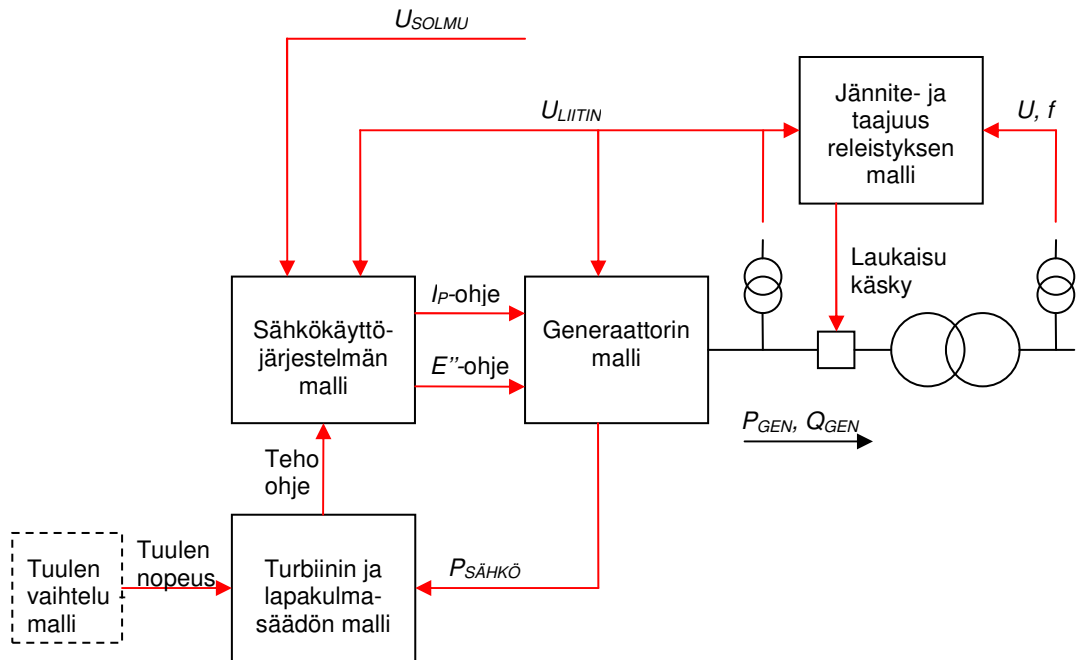 U_SOLMU
U_LIITIN
Jännite- ja
taajuus
releistyksen
malli
U, f
Laukaisu
käsky
Sähkökäyttö-
järjestelmän
malli
I_P-ohje
E’’-ohje
Generaattorin
malli
P_GEN, Q_GEN
Teho
ohje
Tuulen
vaihtelu
malli
Tuulen
nopeus
Turbiinin ja
lapakulma-
säädön malli
P_SÄHKÖ